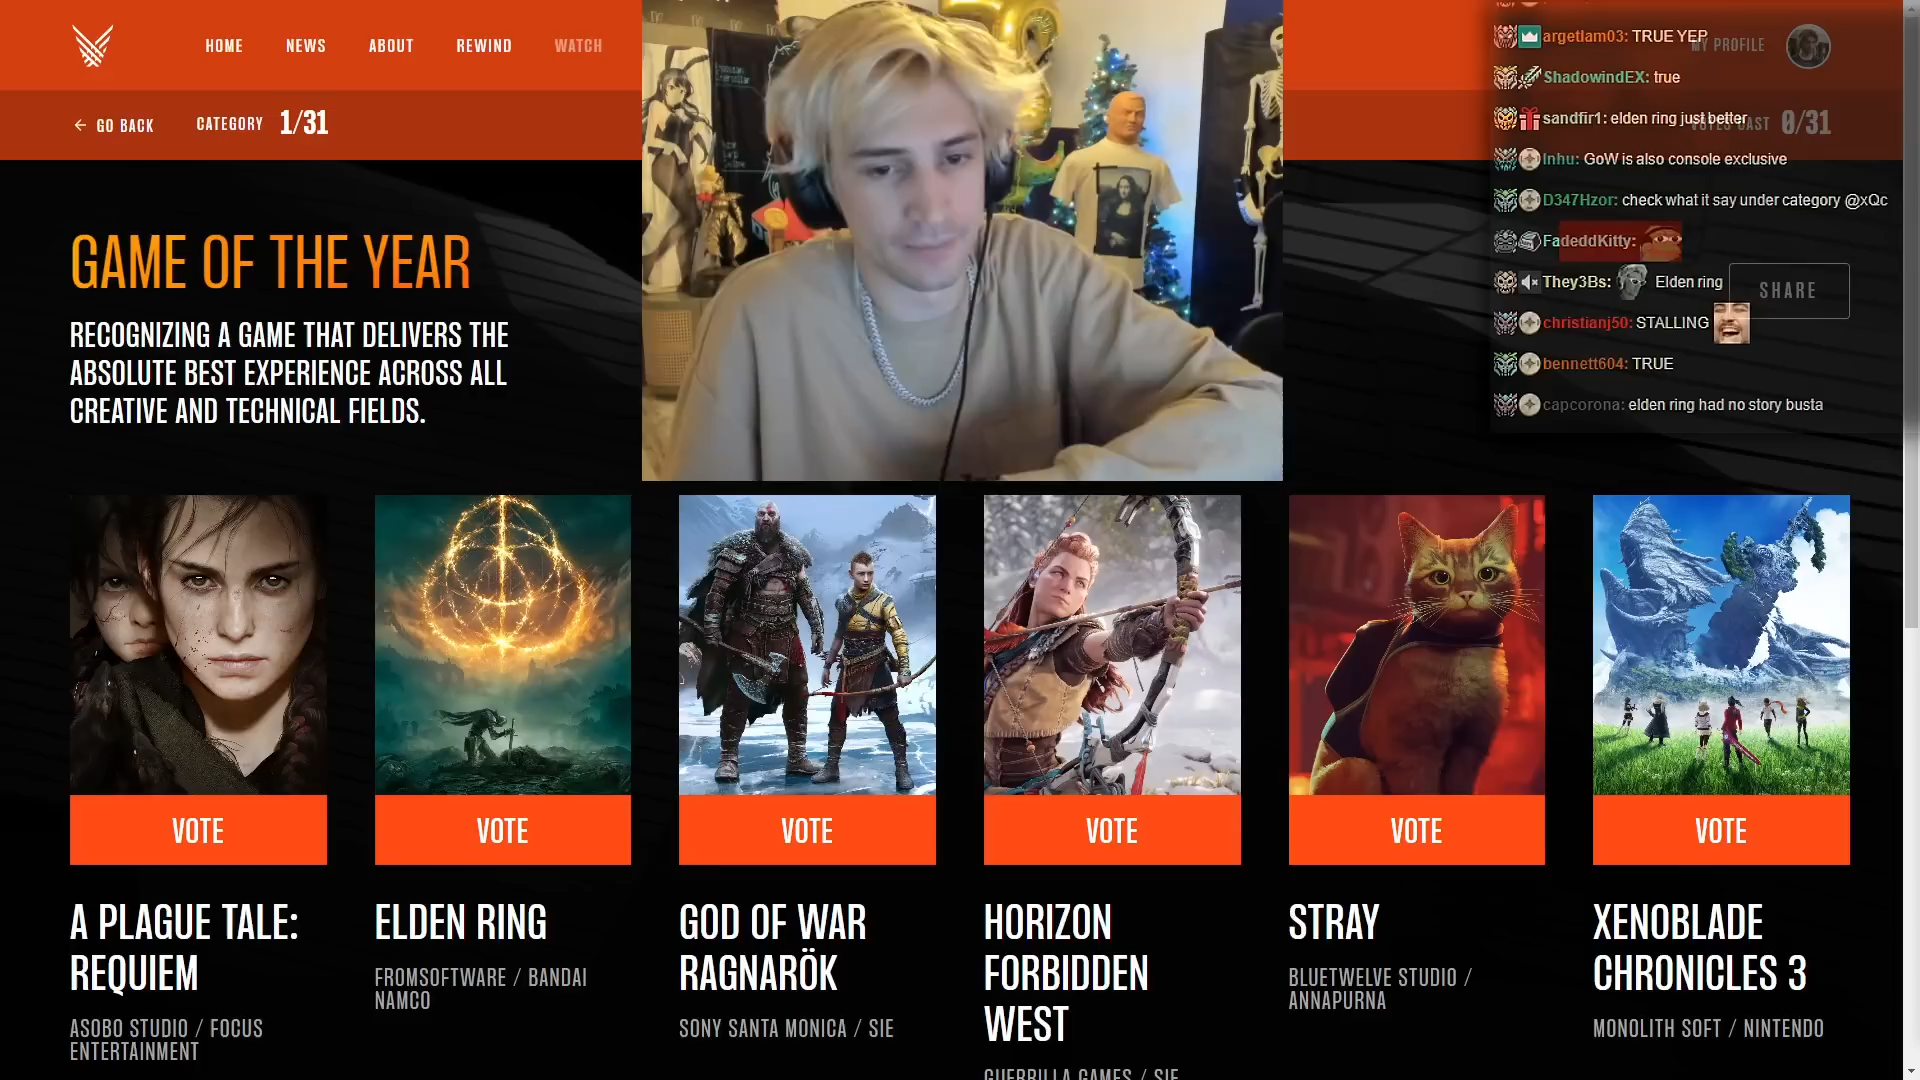 HOME NEWS ABOUT REWIND WATCH
MY PROFILE
GO BACK CATEGORY 1/31
CAST 0/31
GAME OF THE YEAR
RECOGNIZING A GAME THAT DELIVERS THE
ABSOLUTE BEST EXPERIENCE ACROSS ALL
CREATIVE AND TECHNICAL FIELDS.
argetlam03: TRUE YEP
ShadowindEX: true
sandfir1: elden ring just better
Inhu: GoW is also console exclusive
D347Hzor: check what it say under category @xQc
FadeddKitty:
They3Bs: Elden ring
SHARE
christianj50: STALLING
bennett604: TRUE
capcorona: elden ring had no story busta
VOTE VOTE VOTE VOTE VOTE VOTE
A PLAGUE TALE:
REQUIEM
ASOBO STUDIO / FOCUS
ENTERTAINMENT
ELDEN RING
FROMSOFTWARE / BANDAI
NAMCO
GOD OF WAR
RAGNARÖK
SONY SANTA MONICA / SIE
HORIZON
FORBIDDEN
WEST
GUERRILLA GAMES / SIE
STRAY
BLUETWELVE STUDIO /
ANNAPURNA
XENOBLADE
CHRONICLES 3
MONOLITH SOFT / NINTENDO